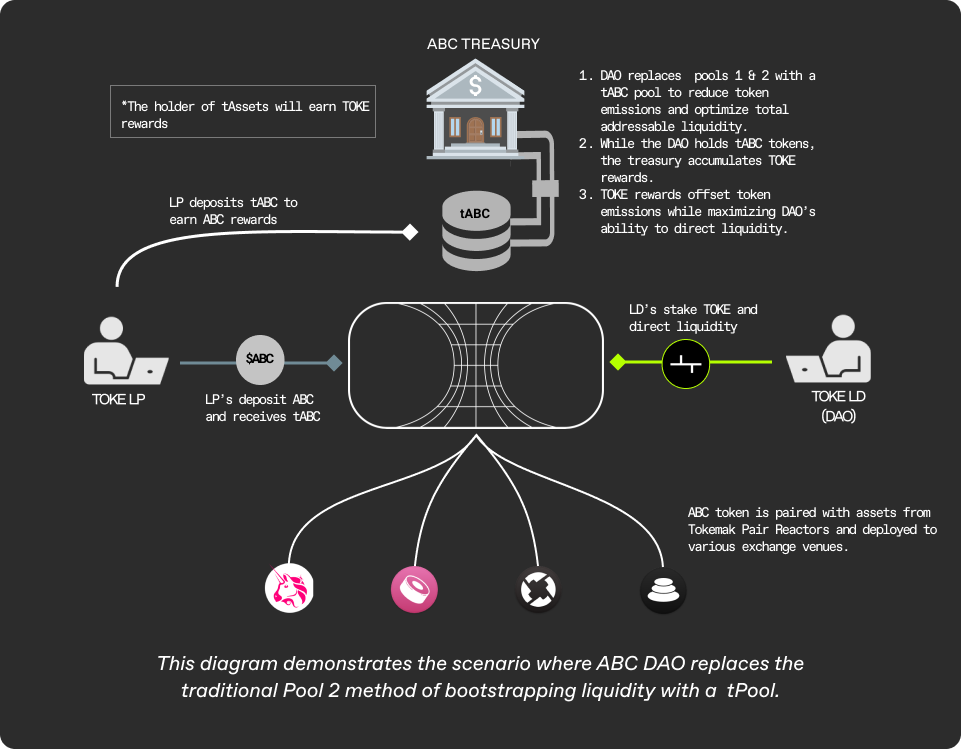 ABC TREASURY
$
*The holder of tAssets will earn TOKE
rewards
1. DAO replaces pools 1 & 2 with a
tABC pool to reduce token
emissions and optimize total
addressable liquidity.
2. While the DAO holds tABC tokens,
the treasury accumulates TOKE
rewards.
3. TOKE rewards offset token
emissions while maximizing DAO's
ability to direct liquidity.
LP deposits tABC to
earn ABC rewards
tABC
LD's stake TOKE and
direct liquidity
$ABC
TOKE LP
LP's deposit ABC
and receives tABC
TOKE LD
(DAO)
ABC token is paired with assets from
Tokemak Pair Reactors and deployed to
various exchange venues.
This diagram demonstrates the scenario where ABC DAO replaces the
traditional Pool 2 method of bootstrapping liquidity with a tPool.